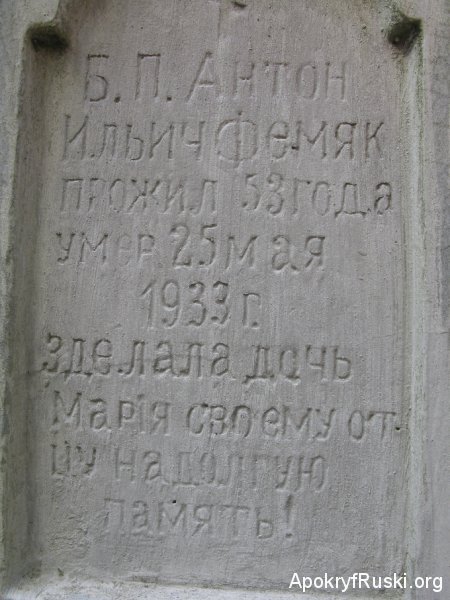 Б. П. Антон
Ильич Фемяк
прожил 53 года
умер 25 мая
1933 г.
зделала дочь
Марія своему от
цу на долгую
память!
ApokryfRuski.org